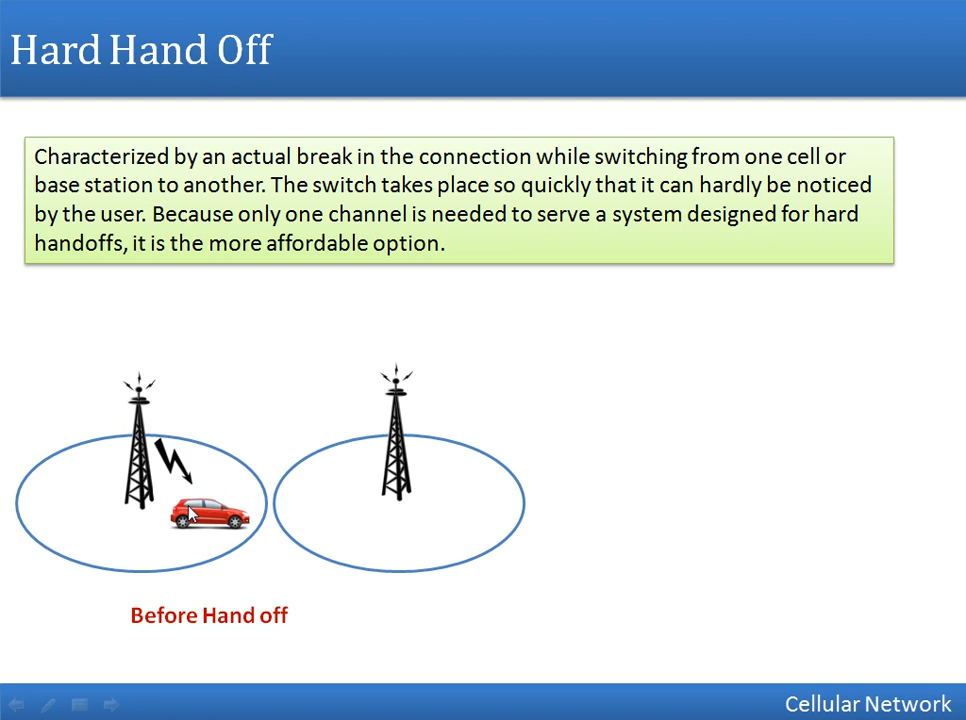 Hard Hand Off
Characterized by an actual break in the connection while switching from one cell or
base station to another. The switch takes place so quickly that it can hardly be noticed
by the user. Because only one channel is needed to serve a system designed for hard
handoffs, it is the more affordable option.
Before Hand off
Cellular Network